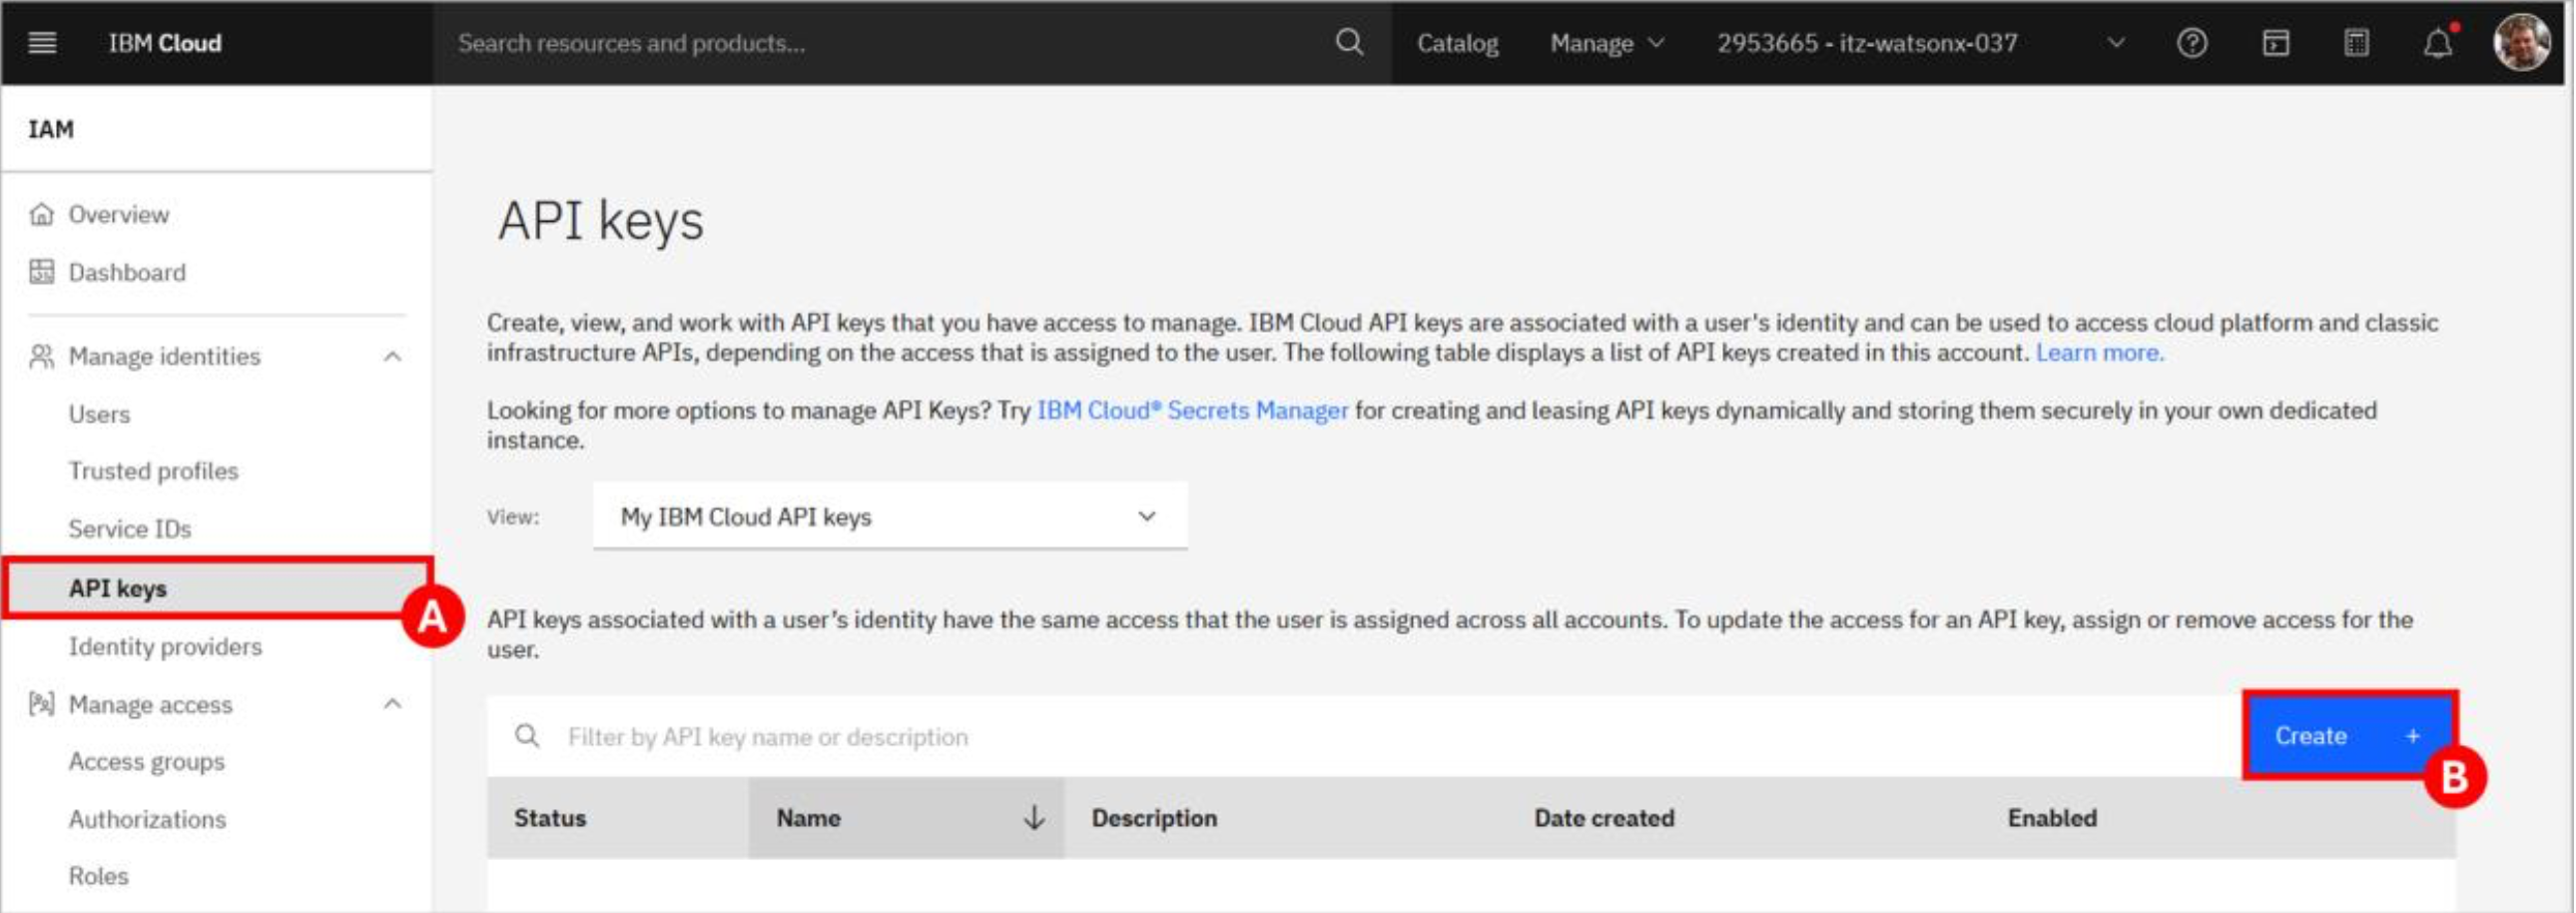 IBM Cloud
Search resources and products...
Catalog
Manage
2953665 - itz-watsonx-037
IAM
Overview
Dashboard
Manage identities
Users
Trusted profiles
Service IDs
API keys
A
Identity providers
Manage access
Access groups
Authorizations
Roles
API keys
Create, view, and work with API keys that you have access to manage. IBM Cloud API keys are associated with a user's identity and can be used to access cloud platform and classic
infrastructure APIs, depending on the access that is assigned to the user. The following table displays a list of API keys created in this account. Learn more.
Looking for more options to manage API Keys? Try IBM Cloud® Secrets Manager for creating and leasing API keys dynamically and storing them securely in your own dedicated
instance.
View:
My IBM Cloud API keys
API keys associated with a user's identity have the same access that the user is assigned across all accounts. To update the access for an API key, assign or remove access for the
user.
Filter by API key name or description
Create +
B
Status
Name
Description
Date created
Enabled